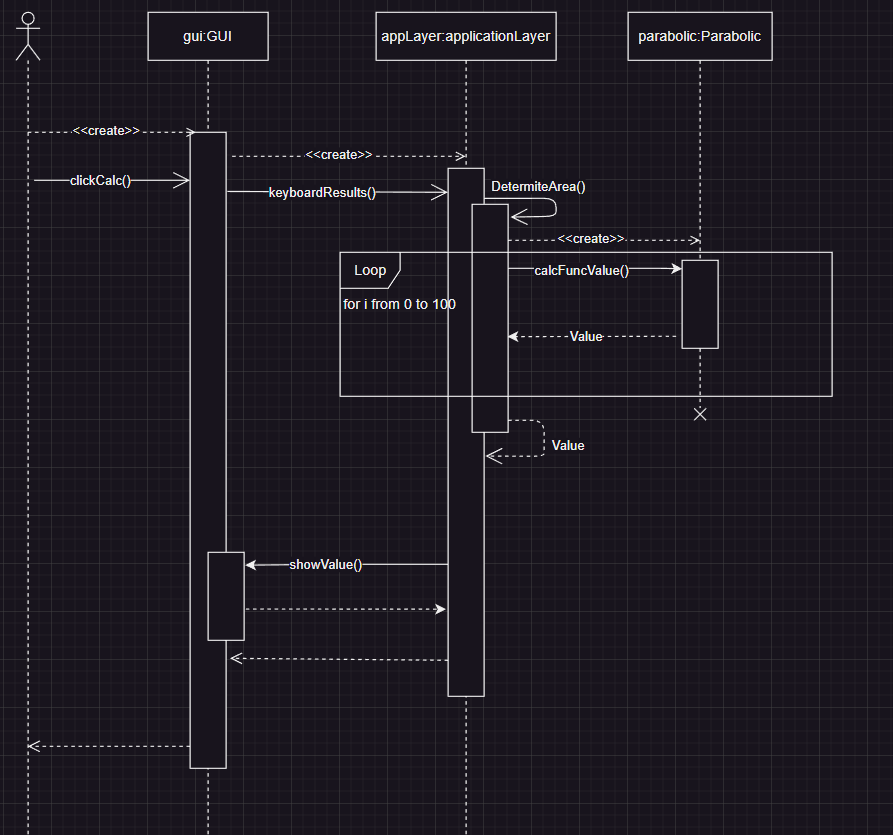 gui:GUI
appLayer:applicationLayer
parabolic:Parabolic
<<create>>
<<create>>
clickCalc()
DetermiteArea()
keyboardResults()
<<create>>
Loop
calcFuncValue()
for i from 0 to 100
Value
Value
showValue()